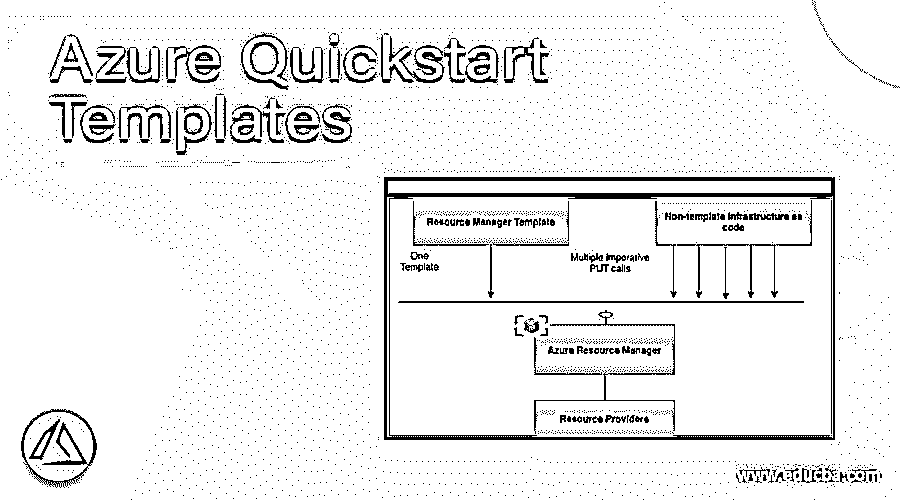 Azure Quickstart
Templates
Resource Manager Template
Non-template infrastructure as
code
One
Template
Multiple imperative
PUT calls
Azure Resource Manager
Resource Providers
www.educba.com